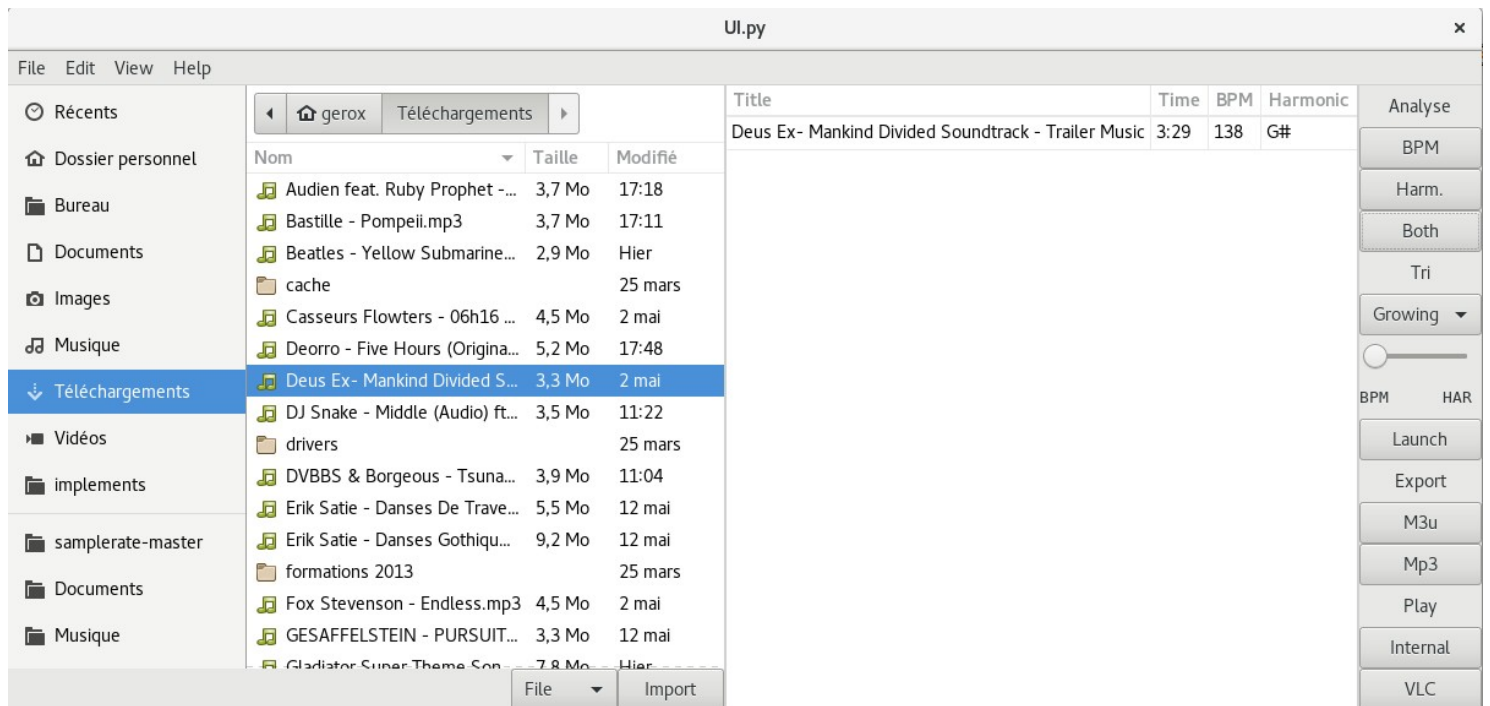 UI.py ×
File Edit View Help
Récents
Dossier personnel
Bureau
Documents
Images
Musique
Téléchargements
Vidéos
implements
samplerate-master
Documents
Musique
gerox Téléchargements
Nom Taille Modifié
Audien feat. Ruby Prophet -... 3,7 Mo 17:18
Bastille - Pompeii.mp3 3,7 Mo 17:11
Beatles - Yellow Submarine... 2,9 Mo Hier
cache 25 mars
Casseurs Flowters - 06h16 ... 4,5 Mo 2 mai
Deorro - Five Hours (Origina... 5,2 Mo 17:48
Deus Ex- Mankind Divided S... 3,3 Mo 2 mai
DJ Snake - Middle (Audio) ft... 3,5 Mo 11:22
drivers 25 mars
DVBBS & Borgeous - Tsuna... 3,9 Mo 11:04
Erik Satie - Danses De Trave... 5,5 Mo 12 mai
Erik Satie - Danses Gothiqu... 9,2 Mo 12 mai
formations 2013 25 mars
Fox Stevenson - Endless.mp3 4,5 Mo 2 mai
GESAFFELSTEIN - PURSUIT... 3,3 Mo 12 mai
Gladiator Super Theme Son... 7,8 Mo Hier
File Import
Title Time BPM Harmonic
Deus Ex- Mankind Divided Soundtrack - Trailer Music 3:29 138 G#
Analyse
BPM
Harm.
Both
Tri
Growing
BPM HAR
Launch
Export
M3u
Mp3
Play
Internal
VLC